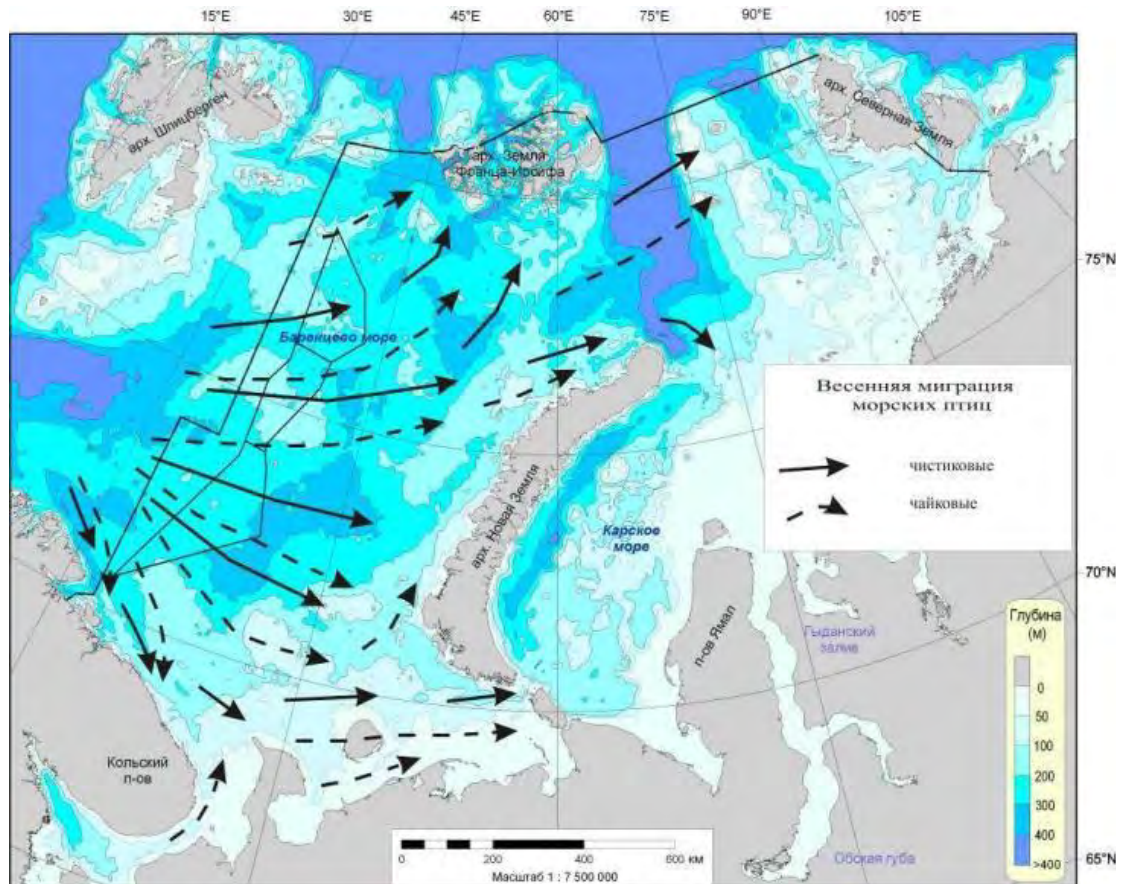 15°E 30°E 45°E 60°E 75°E 90°E 105°E
арх. Шпицберген
арх. Земля
Франца-Иосифа
арх. Северная Земля
75°N
Баренцево море
Весенняя миграция
морских птиц
чистиковые
чайковые
арх. Новая Земля
Карское
море
70°N
п-ов Ямал
Гыданский
залив
Глубина
(м)
0
50
100
200
300
400
>400
Кольский
п-ов
0 200 400 600 км
Масштаб 1 : 7 500 000
Обская губа
65°N